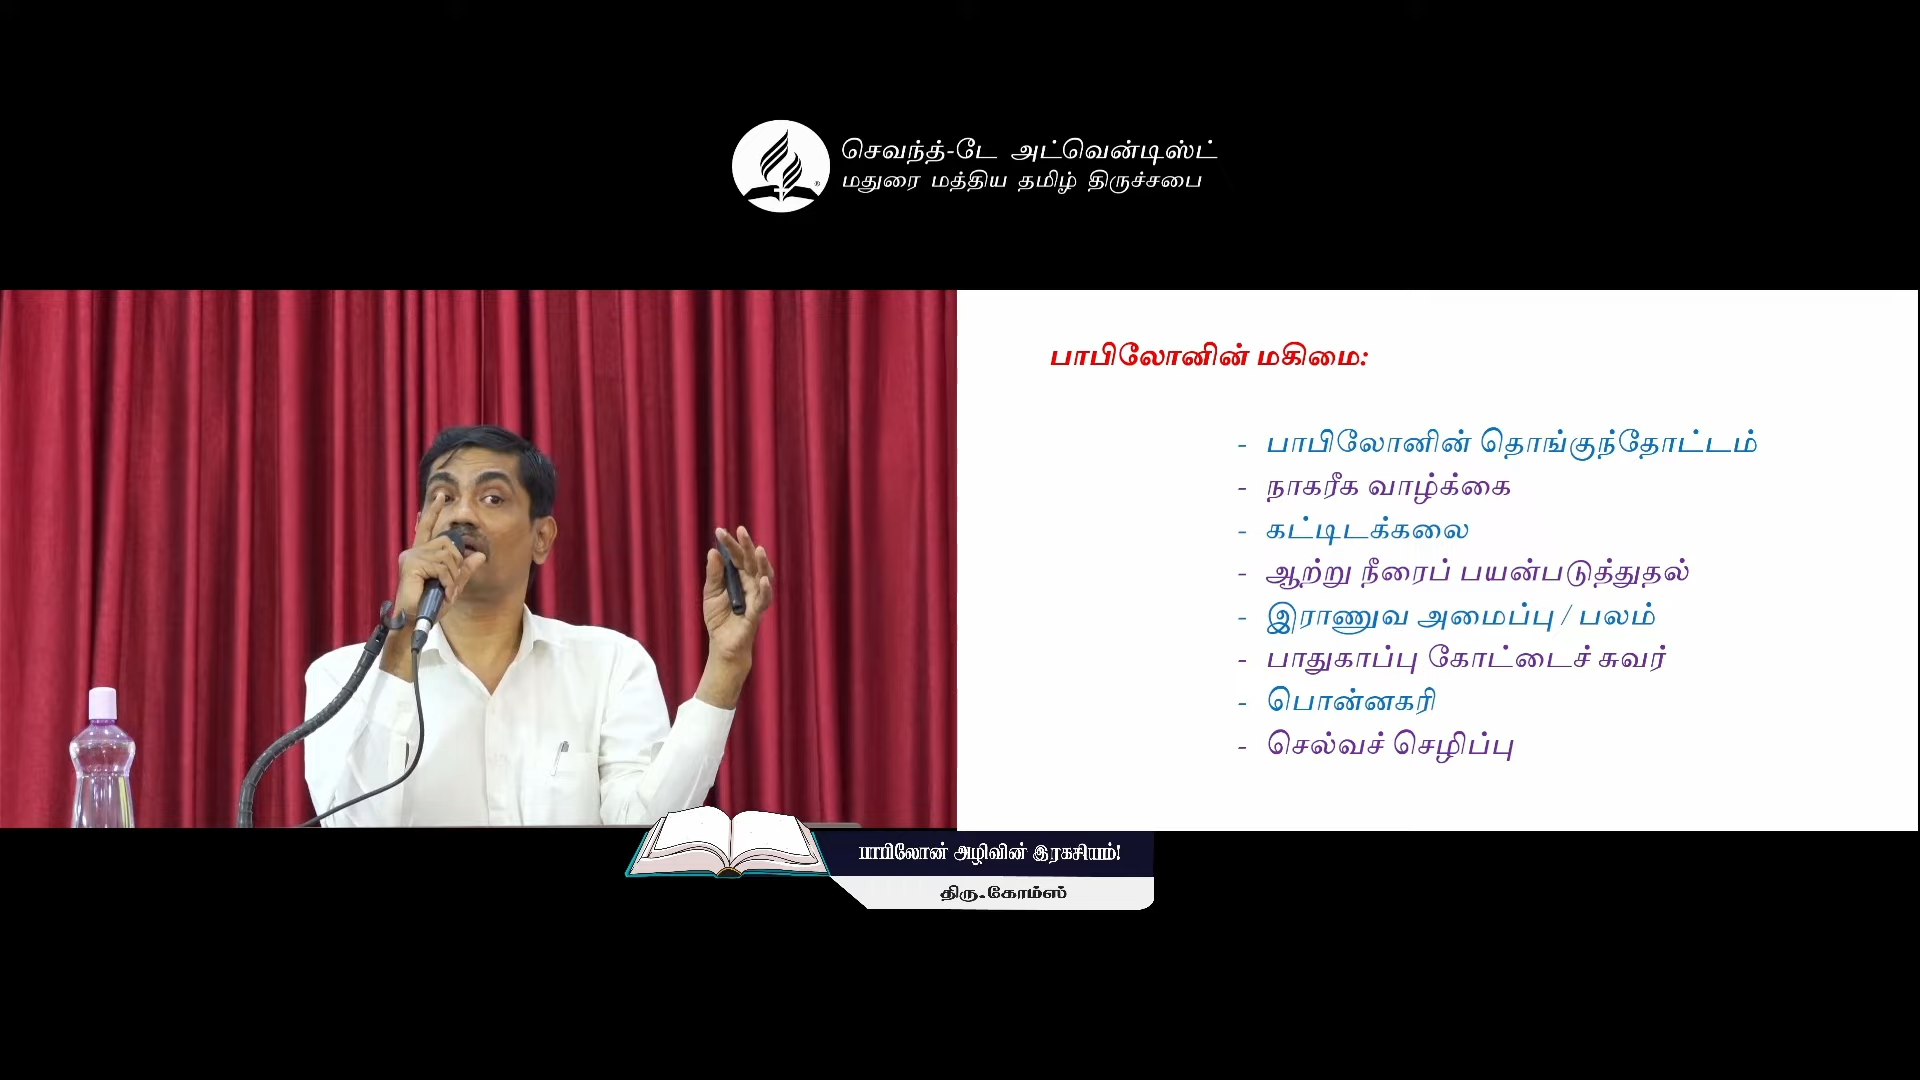 செவந்த்-டே அட்வென்டிஸ்ட்
மதுரை மத்திய தமிழ் திருச்சபை
பாபிலோனின் மகிமை:
- பாபிலோனின் தொங்குந்தோட்டம்
- நாகரீக வாழ்க்கை
- கட்டிடக்கலை
- ஆற்று நீரைப் பயன்படுத்துதல்
- இராணுவ அமைப்பு / பலம்
- பாதுகாப்பு கோட்டைச் சுவர்
- பொன்னகரி
- செல்வச் செழிப்பு
பாபிலோன் அழிவின் இரகசியம்!
திரு.கோம்ஸ்